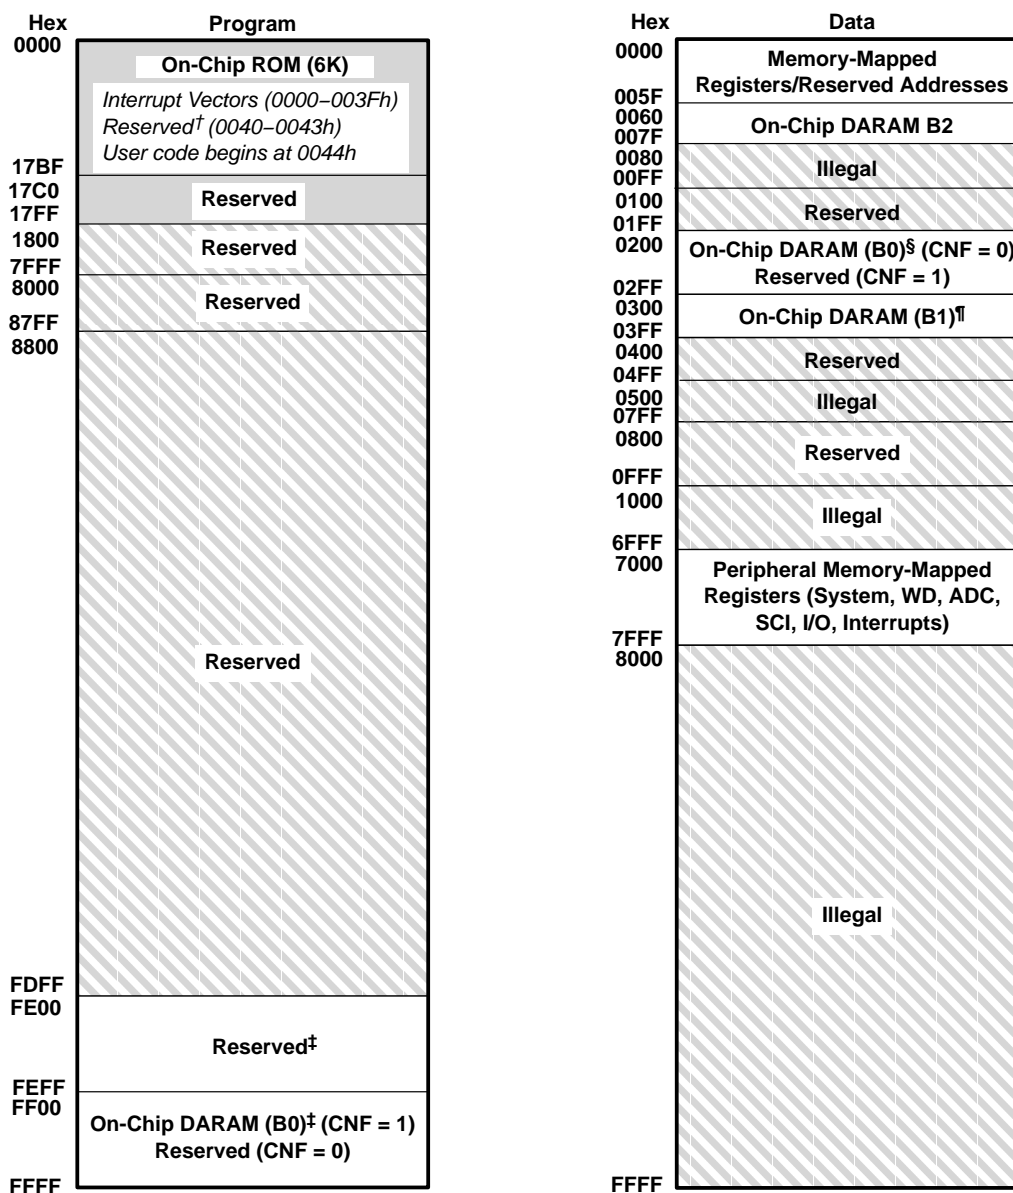 Hex
Program
0000
On-Chip ROM (6K)
Interrupt Vectors (0000−003Fh)
Reserved† (0040−0043h)
User code begins at 0044h
17BF
17C0
Reserved
17FF
1800
Reserved
7FFF
8000
Reserved
87FF
8800
Reserved
FDFF
FE00
Reserved‡
FEFF
FF00
On-Chip DARAM (B0)‡ (CNF = 1)
Reserved (CNF = 0)
FFFF
Hex
Data
0000
Memory-Mapped
Registers/Reserved Addresses
005F
0060
On-Chip DARAM B2
007F
0080
Illegal
00FF
0100
Reserved
01FF
0200
On-Chip DARAM (B0)§ (CNF = 0)
Reserved (CNF = 1)
02FF
0300
On-Chip DARAM (B1)¶
03FF
0400
Reserved
04FF
0500
Illegal
07FF
0800
Reserved
0FFF
1000
Illegal
6FFF
7000
Peripheral Memory-Mapped
Registers (System, WD, ADC,
SCI, I/O, Interrupts)
7FFF
8000
Illegal
FFFF